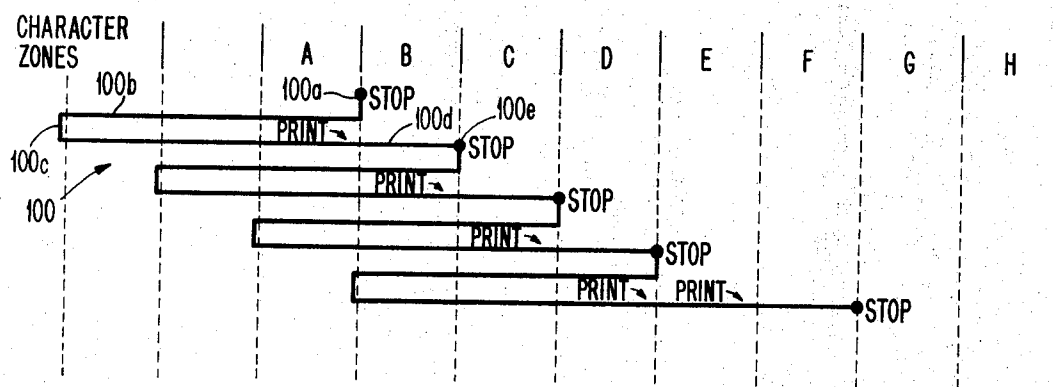 CHARACTER
ZONES
A B C D E F G H
100b
100a STOP
100c
PRINT 100d 100e
STOP
100
PRINT STOP
PRINT STOP
PRINT PRINT STOP